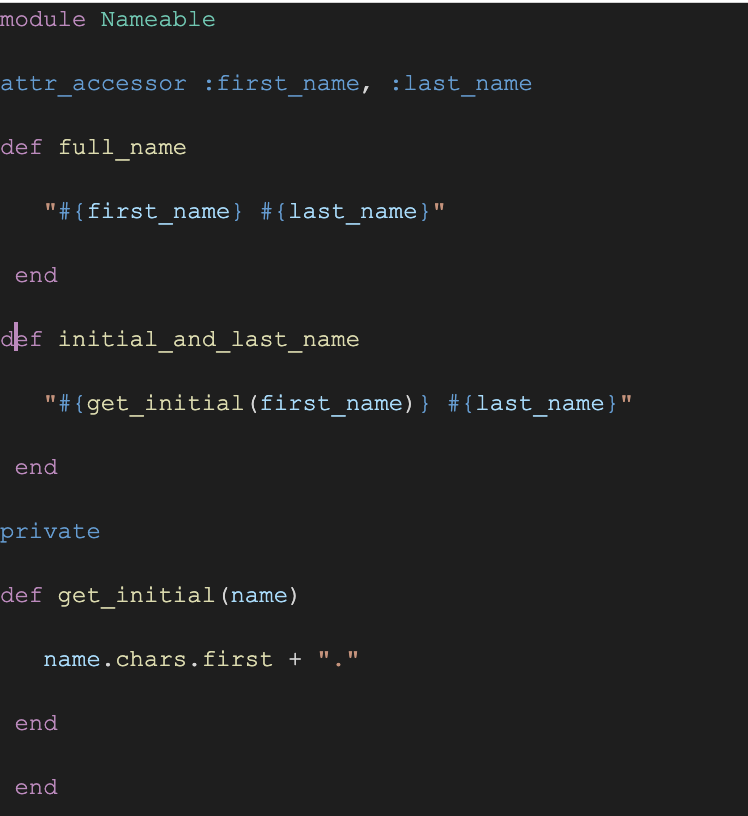 module Nameable
attr_accessor :first_name, :last_name
def full_name
"#{first_name} #{last_name}"
end
def initial_and_last_name
"#{get_initial(first_name)} #{last_name}"
end
private
def get_initial(name)
name.chars.first + "."
end
end